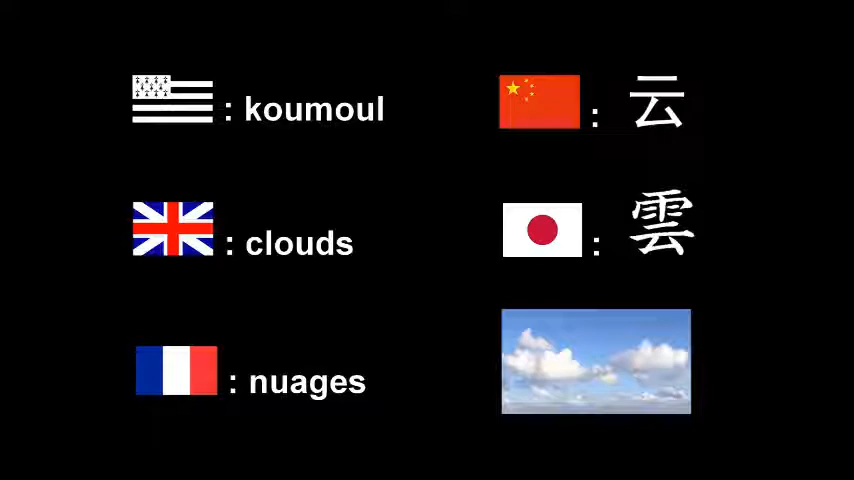 : koumoul
: clouds
: nuages
: 云
: 雲